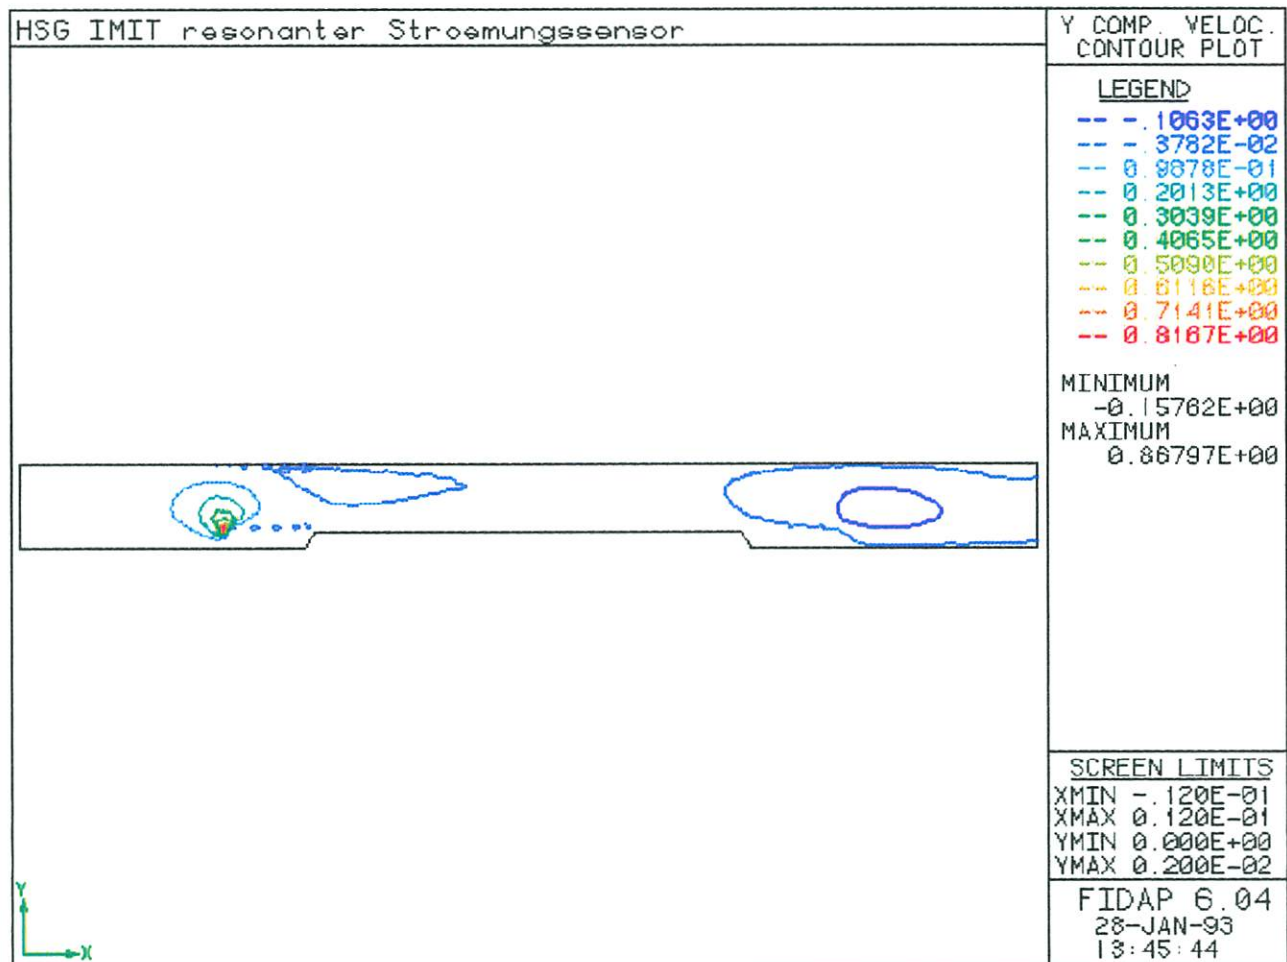 HSG IMIT resonanter Stroemungssensor
Y COMP. VELOC.
CONTOUR PLOT
LEGEND
-- -.1063E+00
-- -.3782E-02
-- 0.9878E-01
-- 0.2013E+00
-- 0.3039E+00
-- 0.4065E+00
-- 0.5090E+00
-- 0.6116E+00
-- 0.7141E+00
-- 0.8167E+00
MINIMUM
-0.15762E+00
MAXIMUM
0.86797E+00
SCREEN LIMITS
XMIN -.120E-01
XMAX 0.120E-01
YMIN 0.000E+00
YMAX 0.200E-02
FIDAP 6.04
28-JAN-93
13:45:44
Y
X